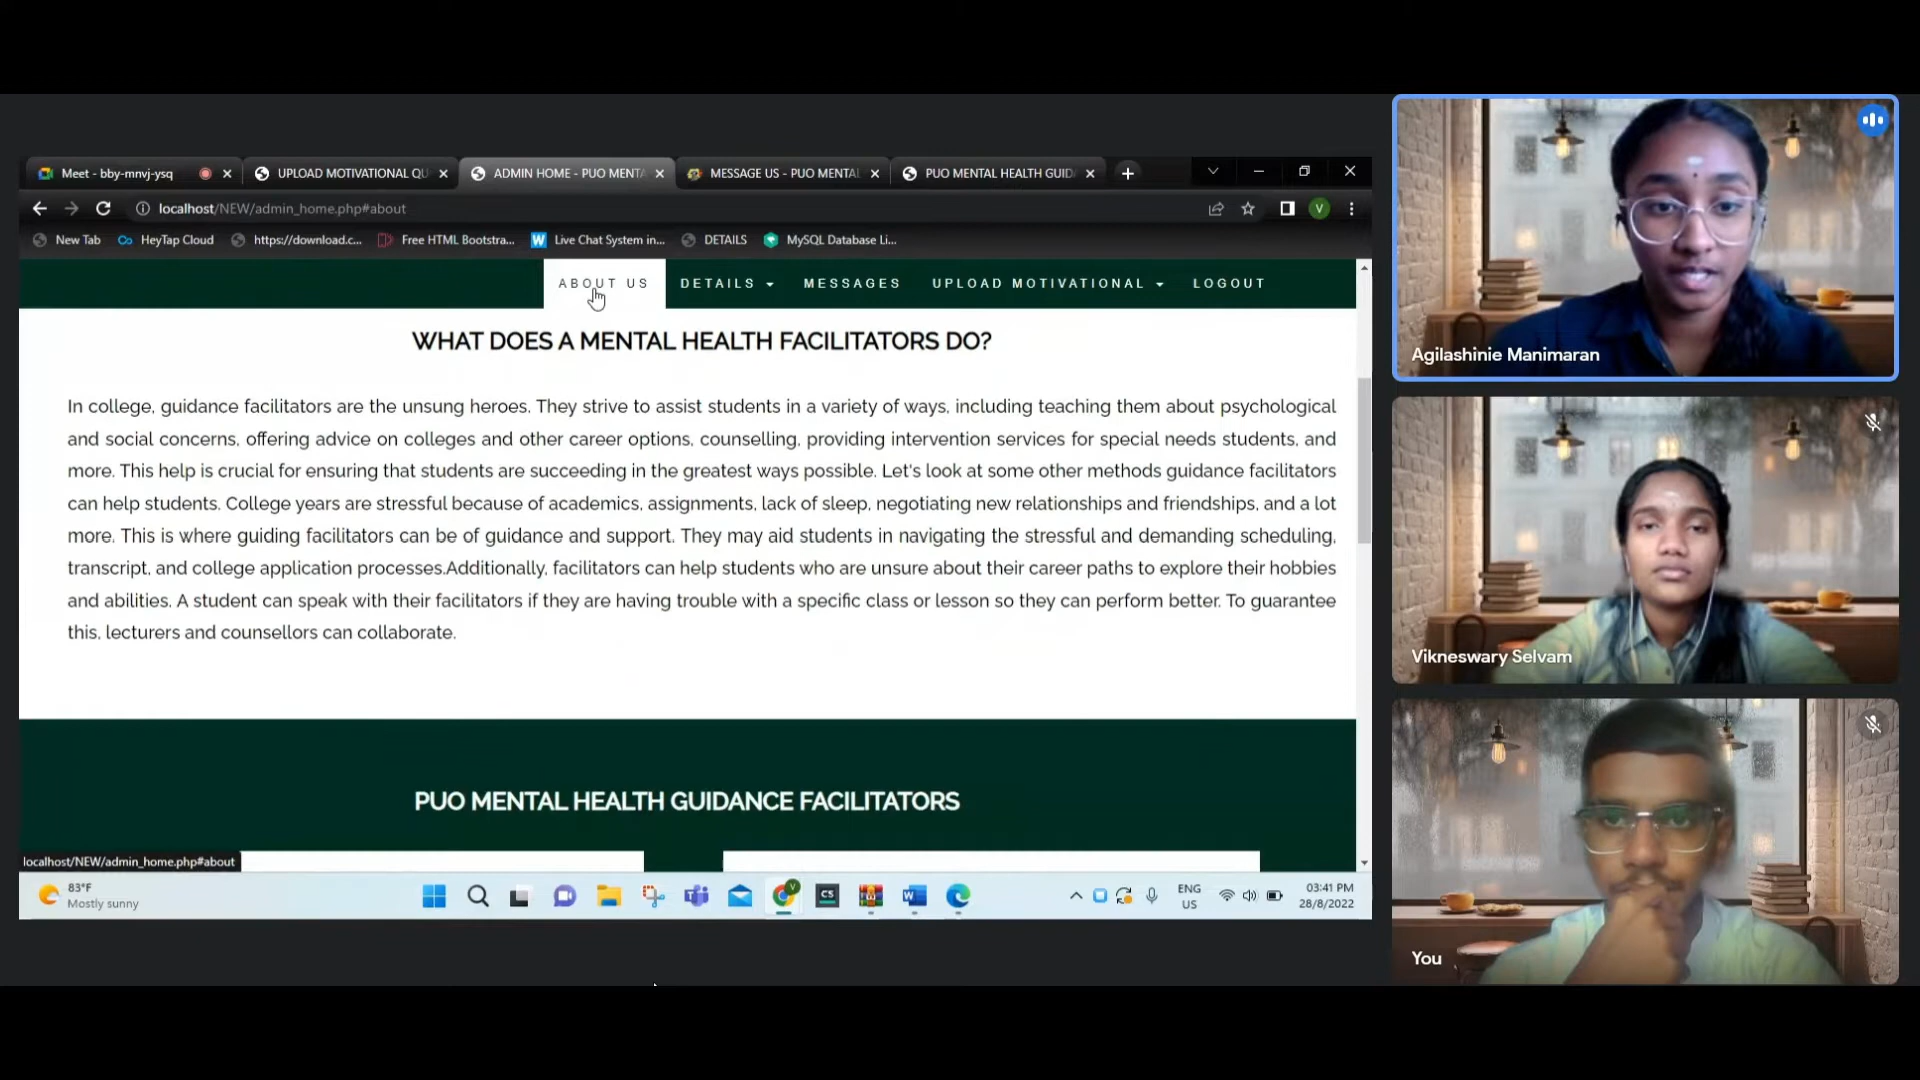 Meet - bby-mnvj-ysq
UPLOAD MOTIVATIONAL QU
ADMIN HOME - PUO MENTA
MESSAGE US - PUO MENTAL
PUO MENTAL HEALTH GUID
localhost/NEW/admin_home.php#about
V
New Tab
HeyTap Cloud
https://download.c...
Free HTML Bootstra...
W
Live Chat System in...
DETAILS
MySQL Database Li...
ABOUT US
DETAILS
MESSAGES
UPLOAD MOTIVATIONAL
LOGOUT
WHAT DOES A MENTAL HEALTH FACILITATORS DO?
In college, guidance facilitators are the unsung heroes. They strive to assist students in a variety of ways, including teaching them about psychological
and social concerns, offering advice on colleges and other career options, counselling, providing intervention services for special needs students, and
more. This help is crucial for ensuring that students are succeeding in the greatest ways possible. Let's look at some other methods guidance facilitators
can help students. College years are stressful because of academics, assignments, lack of sleep, negotiating new relationships and friendships, and a lot
more. This is where guiding facilitators can be of guidance and support. They may aid students in navigating the stressful and demanding scheduling,
transcript, and college application processes.Additionally, facilitators can help students who are unsure about their career paths to explore their hobbies
and abilities. A student can speak with their facilitators if they are having trouble with a specific class or lesson so they can perform better. To guarantee
this, lecturers and counsellors can collaborate.
PUO MENTAL HEALTH GUIDANCE FACILITATORS
localhost/NEW/admin_home.php#about
83°F
Mostly sunny
V
CS
W
ENG
US
03:41 PM
28/8/2022
Agilashinie Manimaran
Vikneswary Selvam
You